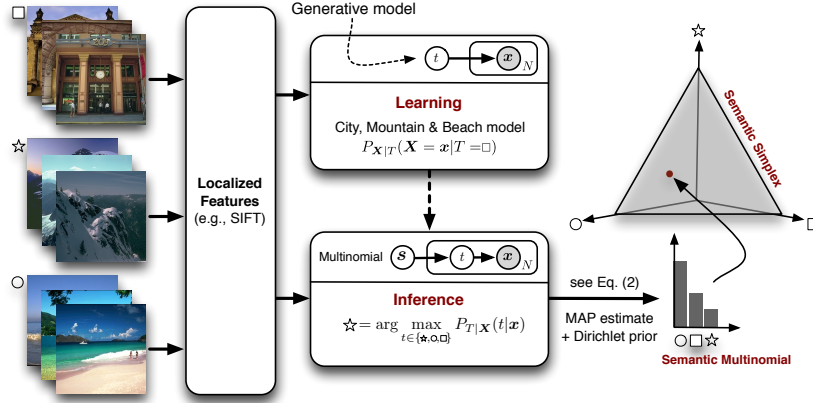 Generative model
t
x
N
Learning
City, Mountain & Beach model
P_{X|T}(X = x|T =□)
Localized
Features
(e.g., SIFT)
Multinomial
s
t
x
N
Inference
☆= arg max P_{T|X}(t|x)
t∈{☆,○,□}
see Eq. (2)
MAP estimate
+ Dirichlet prior
Semantic Simplex
Semantic Multinomial